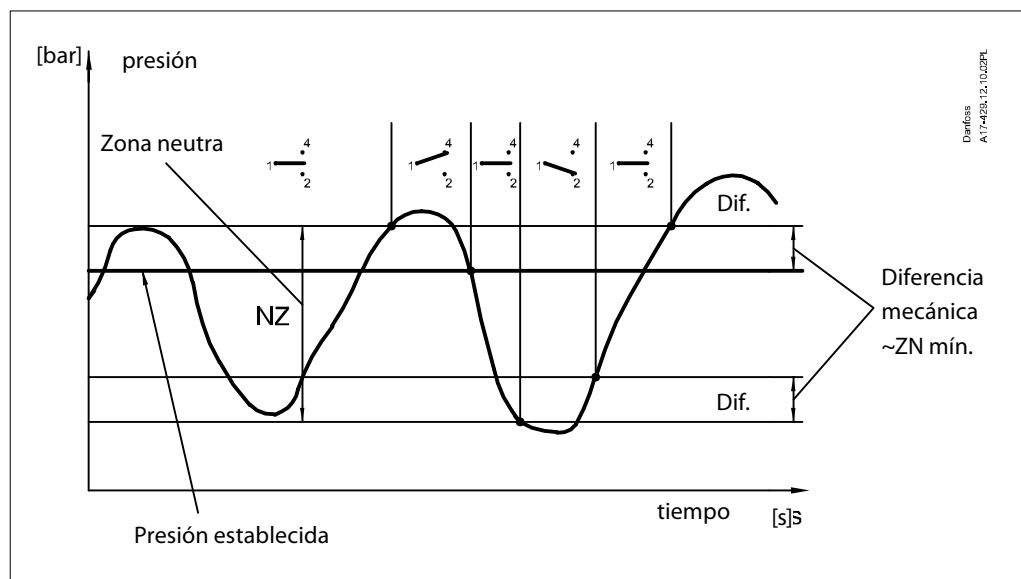 [bar]
presión
Danfoss
A17-429.12.10.02PL
Zona neutra
4
1
2
4
1
2
4
1
2
4
1
2
4
1
2
Dif.
NZ
Diferencia
mecánica
~ZN mín.
Dif.
tiempo
[s]s
Presión establecida